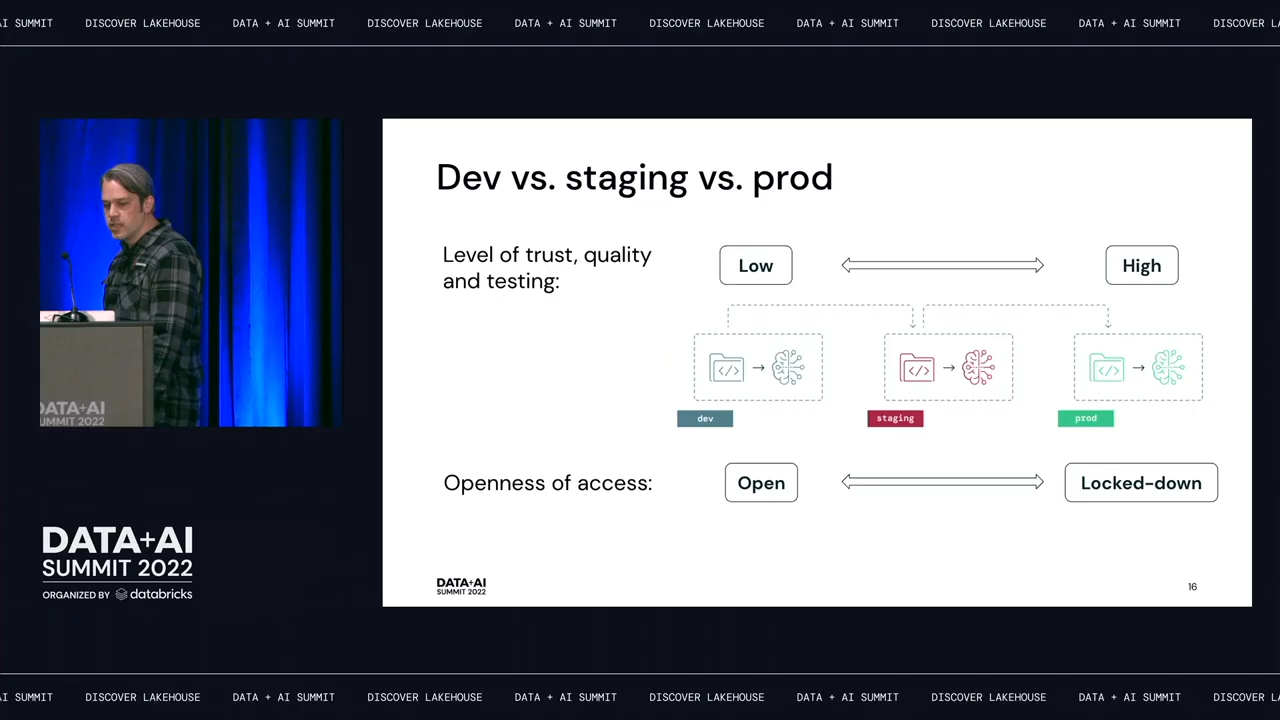 AI SUMMIT DISCOVER LAKEHOUSE DATA + AI SUMMIT DISCOVER LAKEHOUSE DATA + AI SUMMIT DISCOVER LAKEHOUSE DATA + AI SUMMIT DISCOVER LAKEHOUSE DATA + AI SUMMIT DISCOVER L
Dev vs. staging vs. prod
Level of trust, quality
and testing:
Low
High
</>
</>
</>
dev
staging
prod
Openness of access:
Open
Locked-down
DATA+AI
SUMMIT 2022
16
DATA+AI
SUMMIT 2022
DATA+AI
SUMMIT 2022
ORGANIZED BY databricks
AI SUMMIT DISCOVER LAKEHOUSE DATA + AI SUMMIT DISCOVER LAKEHOUSE DATA + AI SUMMIT DISCOVER LAKEHOUSE DATA + AI SUMMIT DISCOVER LAKEHOUSE DATA + AI SUMMIT DISCOVER L